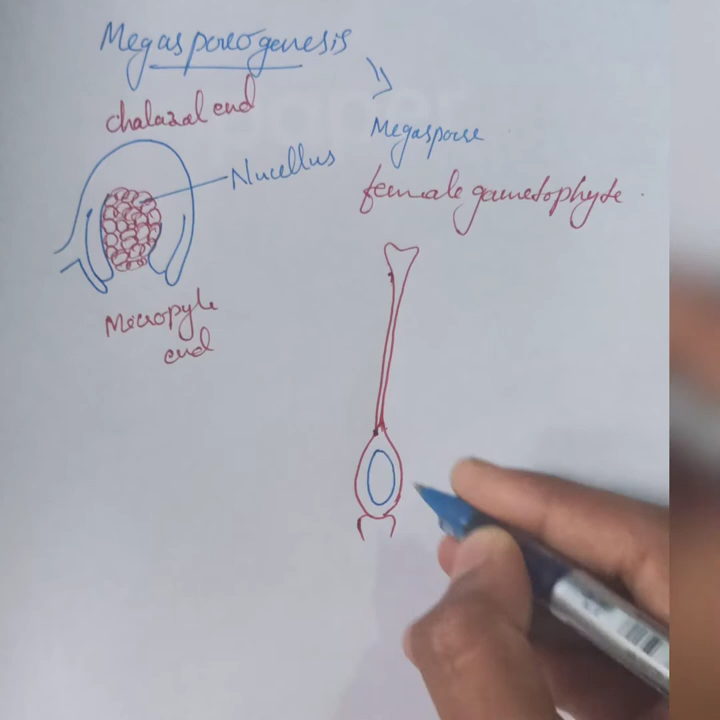 Megasporogenesis
chalazal end
Megaspore
Nucellus
female gametophyte.
Micropyle
end